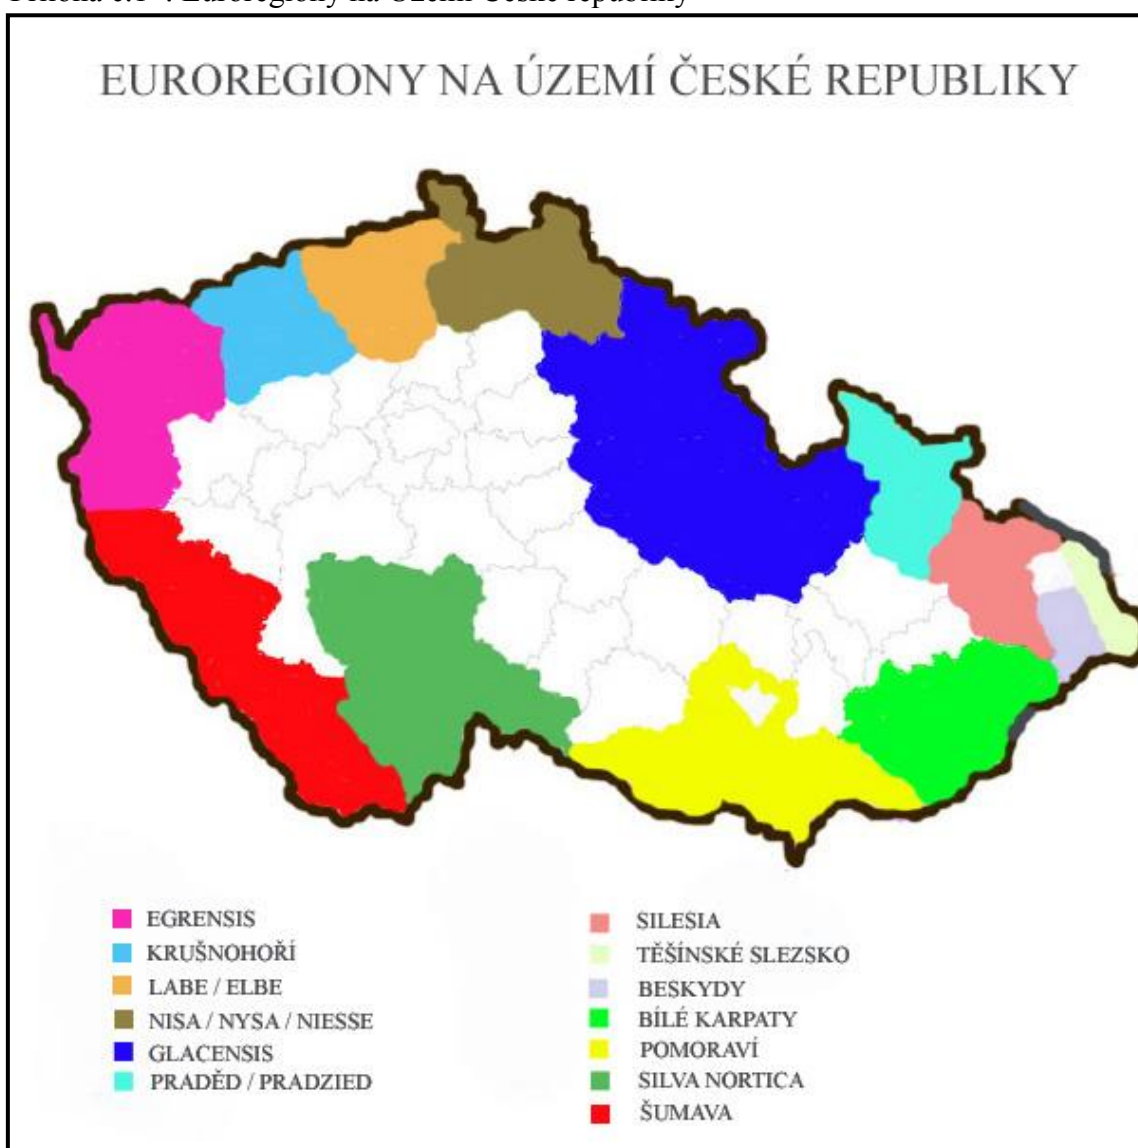 EUROREGIONY NA ÚZEMÍ ČESKÉ REPUBLIKY
EGRENSIS
KRUŠNOHOŘÍ
LABE / ELBE
NISA / NYSA / NIESSE
GLACENSIS
PRADĚD / PRADZIED
SILESIA
TĚŠÍNSKÉ SLEZSKO
BESKYDY
BÍLÉ KARPATY
POMORAVÍ
SILVA NORTICA
ŠUMAVA